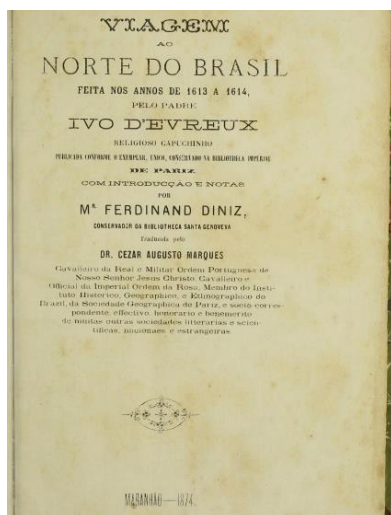 VIAGEM
AO
NORTE DO BRASIL
FEITA NOS ANNOS DE 1613 A 1614,
PELO PADRE
IVO D'EVREUX
RELIGIOSO CAPUCHINHO
PUBLICADA CONFORME O EXEMPLAR, UNICO, CONSERVADO NA BIBLIOTHECA IMPERIAL
DE PARIZ
COM INTRODUCÇÃO E NOTAS
POR
MR. FERDINAND DINIZ,
CONSERVADOR DA BIBLIOTHECA SANTA GENOVEVA
Traduzida pelo
DR. CEZAR AUGUSTO MARQUES
Cavalleiro da Real e Militar Ordem Portugueza de
Nosso Senhor Jesus Christo, Cavalleiro e
Official da Imperial Ordem da Rosa, Membro do Insti-
tuto Historico, Geographico, e Ethnographico do
Brazil, da Sociedade Geographica de Pariz, e socio corres-
pondente, effectivo, honorario e benemerito
de muitas outras sociedades litterarias e scien-
tificas, nacionaes e estrangeiras.
MARANHÃO—1874.